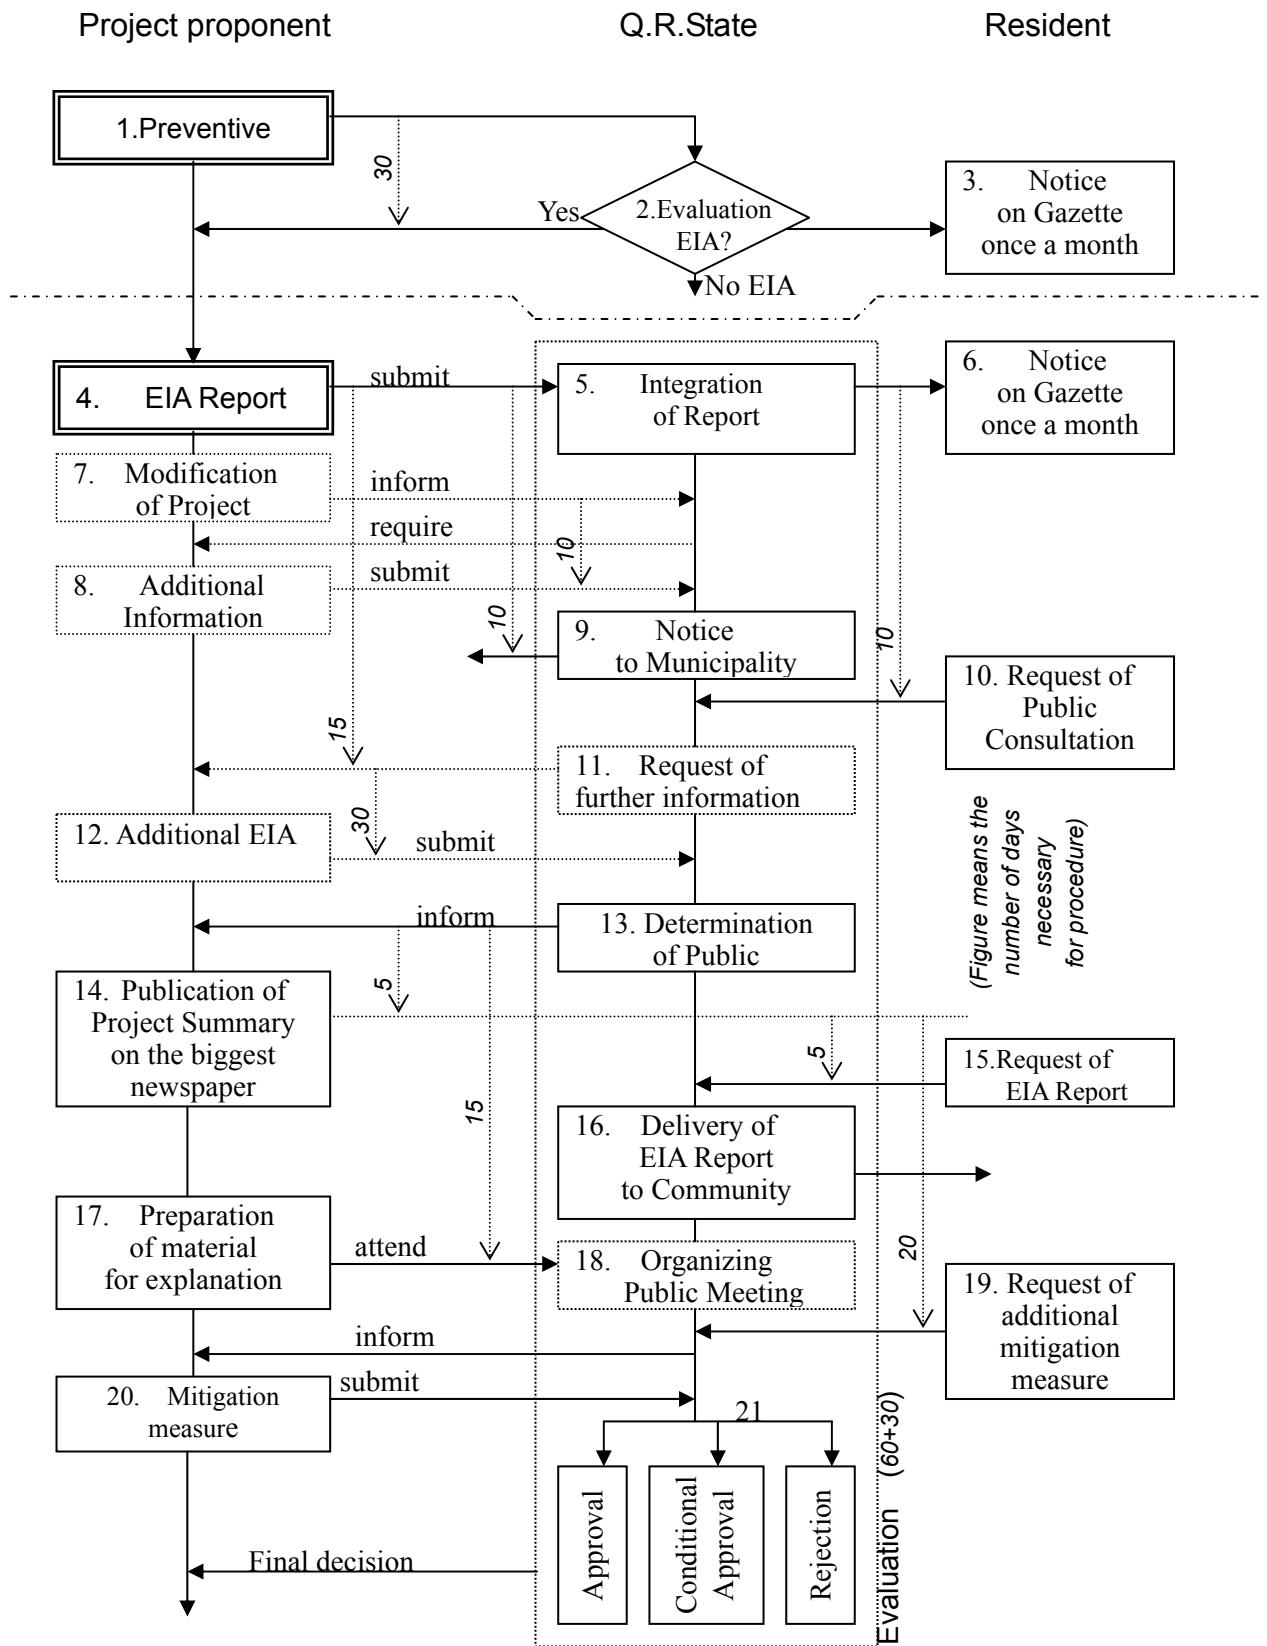 Project proponent
Q.R.State
Resident
1.Preventive
30
Yes
2.Evaluation
EIA?
No EIA
3. Notice
on Gazette
once a month
4. EIA Report
submit
5. Integration
of Report
6. Notice
on Gazette
once a month
7. Modification
of Project
inform
require
10
8. Additional
Information
submit
10
9. Notice
to Municipality
10
10. Request of
Public
Consultation
15
11. Request of
further information
30
12. Additional EIA
submit
(Figure means the
number of days
necessary
for procedure)
inform
13. Determination
of Public
5
14. Publication of
Project Summary
on the biggest
newspaper
5
15.Request of
EIA Report
15
16. Delivery of
EIA Report
to Community
17. Preparation
of material
for explanation
attend
18. Organizing
Public Meeting
20
19. Request of
additional
mitigation
measure
inform
20. Mitigation
measure
submit
21
Approval
Conditional
Approval
Rejection
Evaluation (60+30)
Final decision